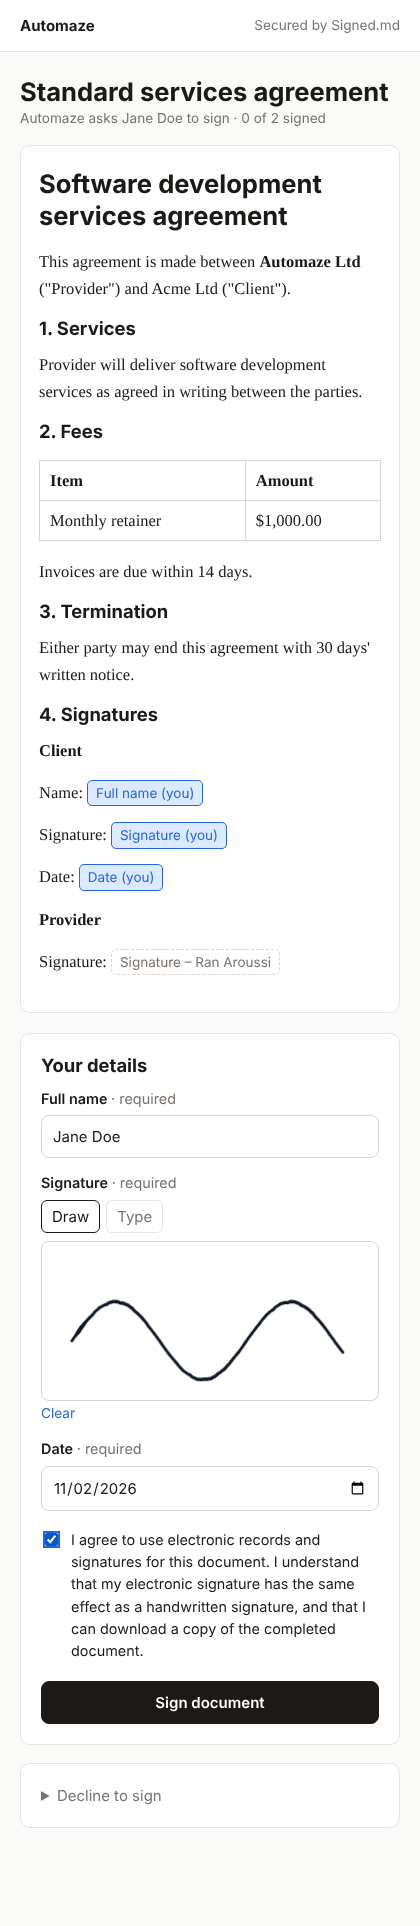 Automaze
Secured by Signed.md
Standard services agreement
Automaze asks Jane Doe to sign · 0 of 2 signed
Software development
services agreement
This agreement is made between Automaze Ltd
("Provider") and Acme Ltd ("Client").
1. Services
Provider will deliver software development
services as agreed in writing between the parties.
2. Fees
Item Amount
Monthly retainer $1,000.00
Invoices are due within 14 days.
3. Termination
Either party may end this agreement with 30 days'
written notice.
4. Signatures
Client
Name: Full name (you)
Signature: Signature (you)
Date: Date (you)
Provider
Signature: Signature – Ran Aroussi
Your details
Full name · required
Jane Doe
Signature · required
Draw Type
Clear
Date · required
11/02/2026
I agree to use electronic records and
signatures for this document. I understand
that my electronic signature has the same
effect as a handwritten signature, and that I
can download a copy of the completed
document.
Sign document
Decline to sign